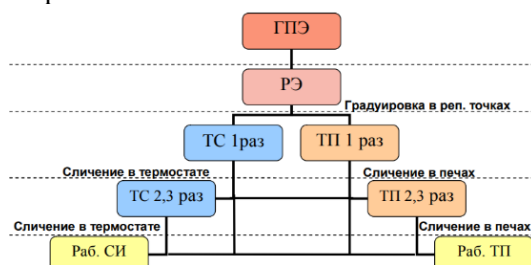 ГПЭ
РЭ
Градуировка в реп. точках
ТС 1раз
ТП 1 раз
Сличение в термостате
Сличение в печах
ТС 2,3 раз
ТП 2,3 раз
Сличение в термостате
Сличение в печах
Раб. СИ
Раб. ТП